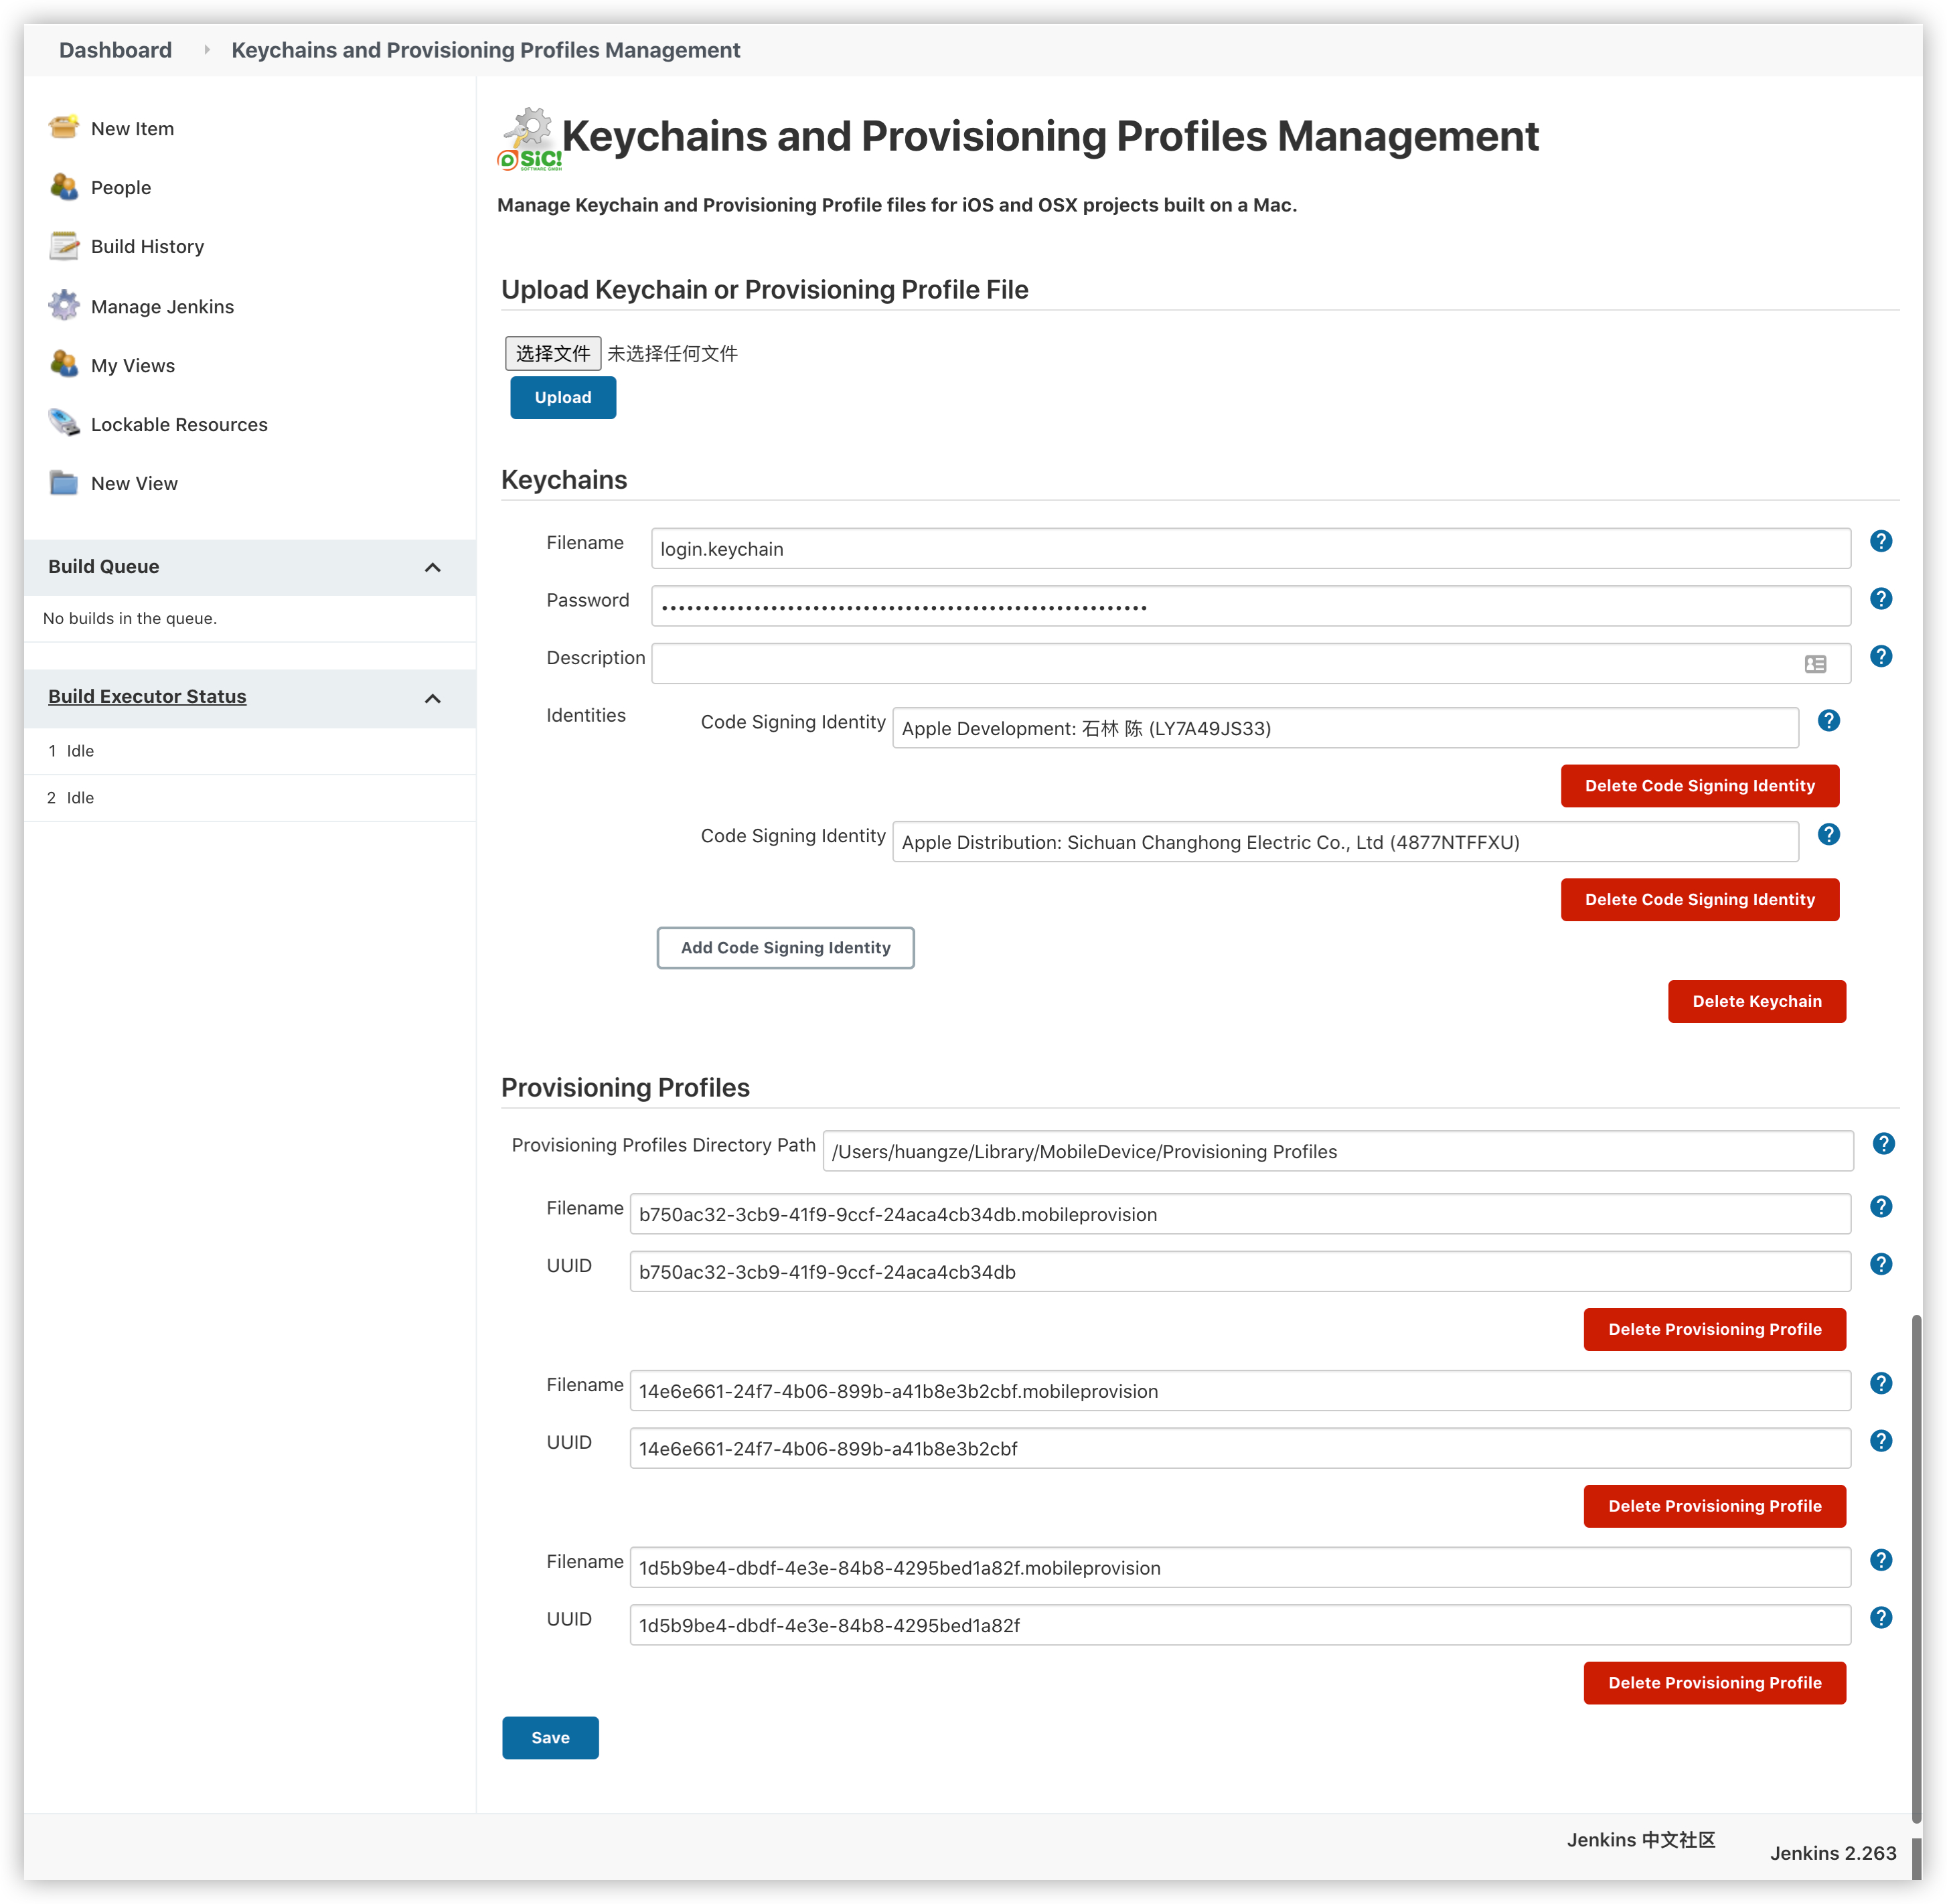 Dashboard
Keychains and Provisioning Profiles Management
New Item
People
Build History
Manage Jenkins
My Views
Lockable Resources
New View
Build Queue
No builds in the queue.
Build Executor Status
1 Idle
2 Idle
SiC!
SOFTWARE GMBH
Keychains and Provisioning Profiles Management
Manage Keychain and Provisioning Profile files for iOS and OSX projects built on a Mac.
Upload Keychain or Provisioning Profile File
选择文件 未选择任何文件
Upload
Keychains
Filename login.keychain
Password
Description
Identities
Code Signing Identity Apple Development: 石林 陈 (LY7A49JS33)
Delete Code Signing Identity
Code Signing Identity Apple Distribution: Sichuan Changhong Electric Co., Ltd (4877NTFFXU)
Delete Code Signing Identity
Add Code Signing Identity
Delete Keychain
Provisioning Profiles
Provisioning Profiles Directory Path /Users/huangze/Library/MobileDevice/Provisioning Profiles
Filename b750ac32-3cb9-41f9-9ccf-24aca4cb34db.mobileprovision
UUID b750ac32-3cb9-41f9-9ccf-24aca4cb34db
Delete Provisioning Profile
Filename 14e6e661-24f7-4b06-899b-a41b8e3b2cbf.mobileprovision
UUID 14e6e661-24f7-4b06-899b-a41b8e3b2cbf
Delete Provisioning Profile
Filename 1d5b9be4-dbdf-4e3e-84b8-4295bed1a82f.mobileprovision
UUID 1d5b9be4-dbdf-4e3e-84b8-4295bed1a82f
Delete Provisioning Profile
Save
Jenkins 中文社区
Jenkins 2.263